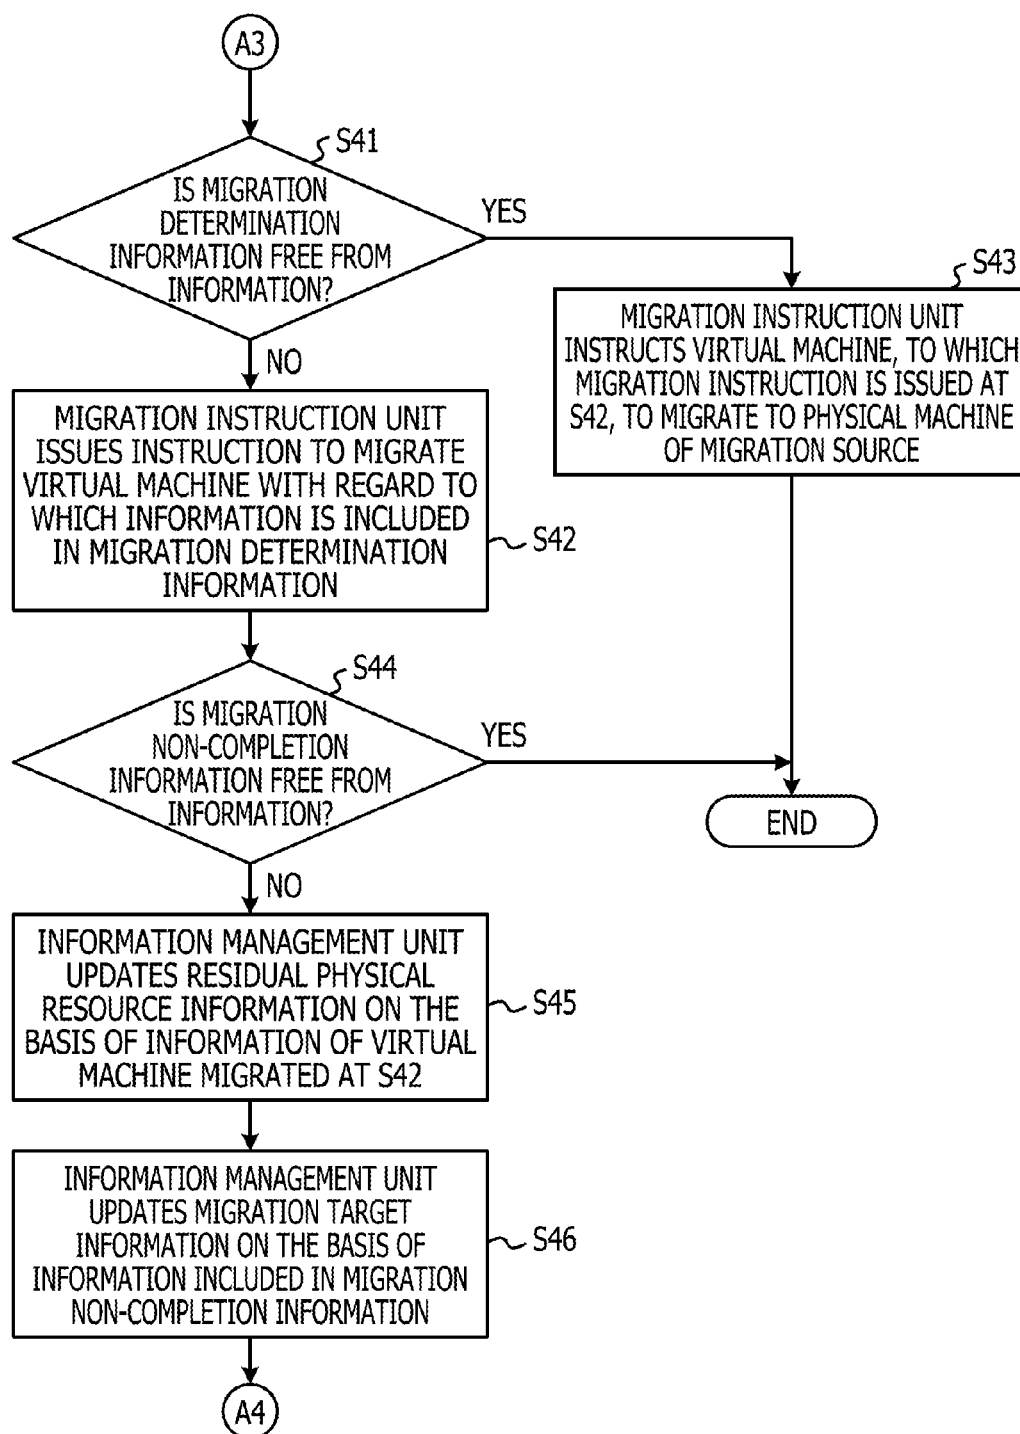 A3
S41
IS MIGRATION
DETERMINATION
INFORMATION FREE FROM
INFORMATION?
YES
NO
S43
MIGRATION INSTRUCTION UNIT
INSTRUCTS VIRTUAL MACHINE, TO WHICH
MIGRATION INSTRUCTION IS ISSUED AT
S42, TO MIGRATE TO PHYSICAL MACHINE
OF MIGRATION SOURCE
MIGRATION INSTRUCTION UNIT
ISSUES INSTRUCTION TO MIGRATE
VIRTUAL MACHINE WITH REGARD TO
WHICH INFORMATION IS INCLUDED
IN MIGRATION DETERMINATION
INFORMATION
S42
S44
IS MIGRATION
NON-COMPLETION
INFORMATION FREE FROM
INFORMATION?
YES
END
NO
INFORMATION MANAGEMENT UNIT
UPDATES RESIDUAL PHYSICAL
RESOURCE INFORMATION ON THE
BASIS OF INFORMATION OF VIRTUAL
MACHINE MIGRATED AT S42
S45
INFORMATION MANAGEMENT UNIT
UPDATES MIGRATION TARGET
INFORMATION ON THE BASIS OF
INFORMATION INCLUDED IN MIGRATION
NON-COMPLETION INFORMATION
S46
A4